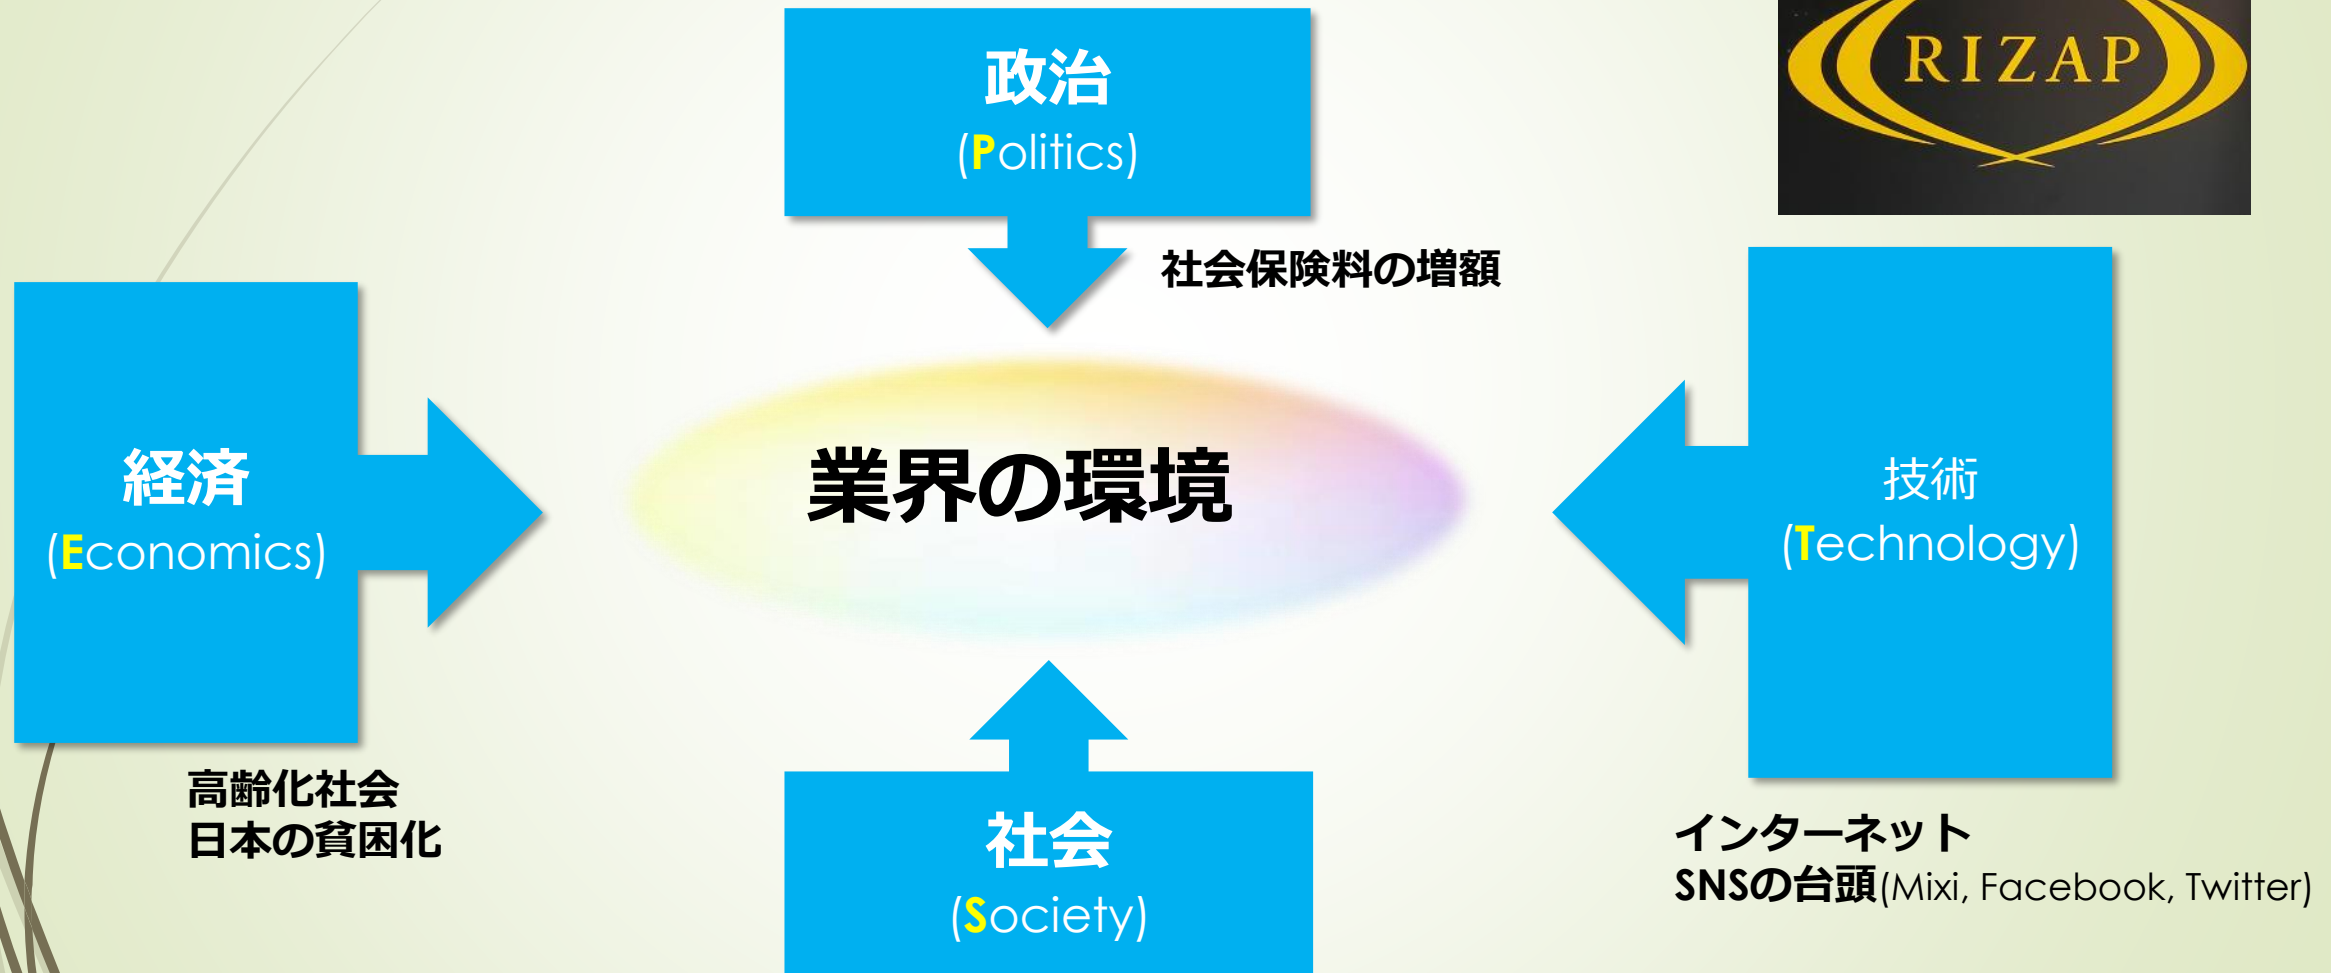 RIZAP
政治
(Politics)
社会保険料の増額
経済
(Economics)
業界の環境
技術
(Technology)
高齢化社会
日本の貧困化
社会
(Society)
インターネット
SNSの台頭(Mixi, Facebook, Twitter)